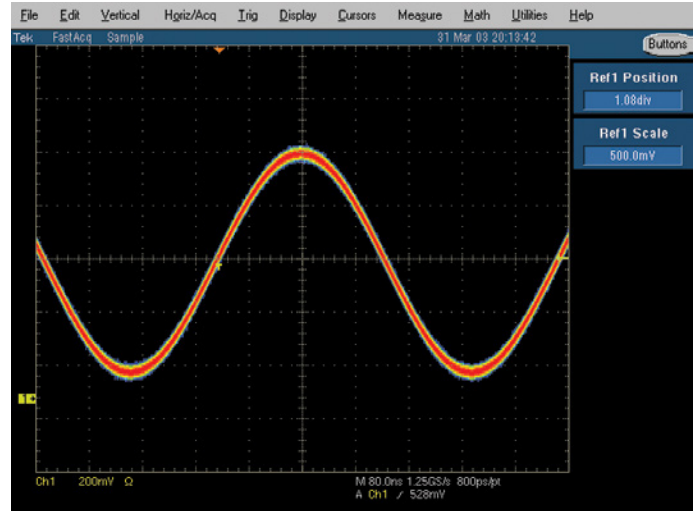 File Edit Vertical Horiz/Acq Trig Display Cursors Measure Math Utilities Help
Tek FastAcq Sample 31 Mar 03 20:13:42
Buttons
Ref1 Position
1.08div
Ref1 Scale
500.0mV
1
Ch1 200mV Ω M 80.0ns 1.25GS/s 800ps/pt
A Ch1 / 528mV